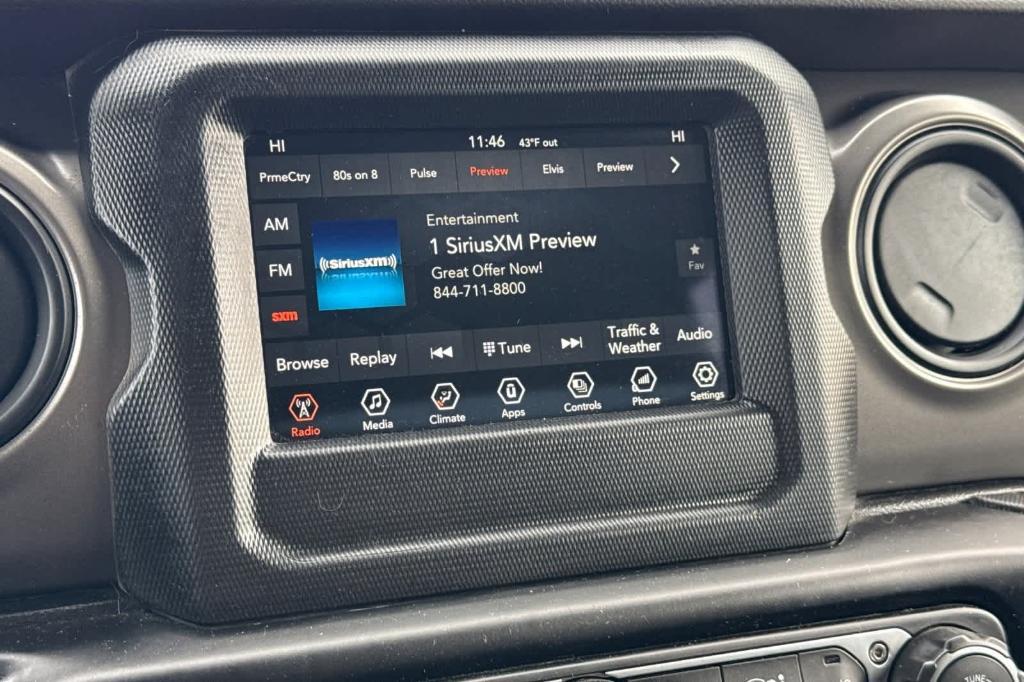 HI 11:46 43°F out HI
PrmeCtry 80s on 8 Pulse Preview Elvis Preview
AM
FM
sxm
((SiriusXM))
Entertainment
1 SiriusXM Preview
Great Offer Now!
844-711-8800
Fav
Browse Replay Tune Traffic & Weather Audio
Radio Media Climate Apps Controls Phone Settings
TUNE